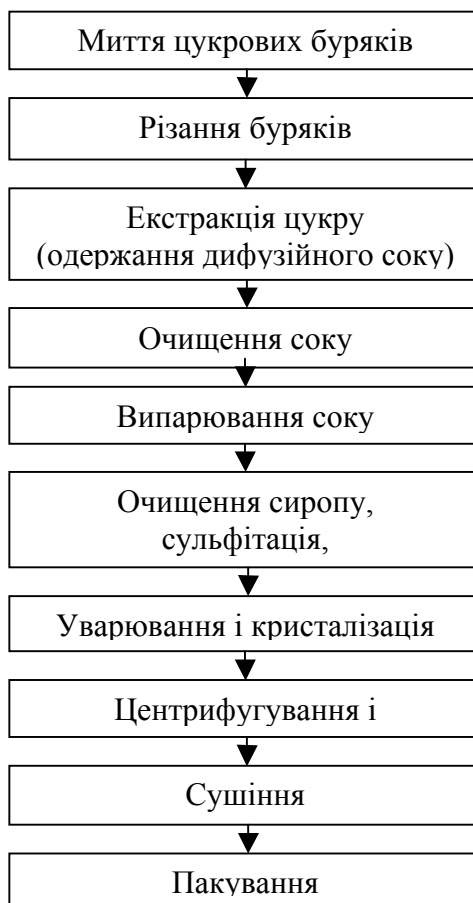 Миття цукрових буряків
Різання буряків
Екстракція цукру
(одержання дифузійного соку)
Очищення соку
Випарювання соку
Очищення сиропу,
сульфітація,
Уварювання і кристалізація
Центрифугування і
Сушіння
Пакування